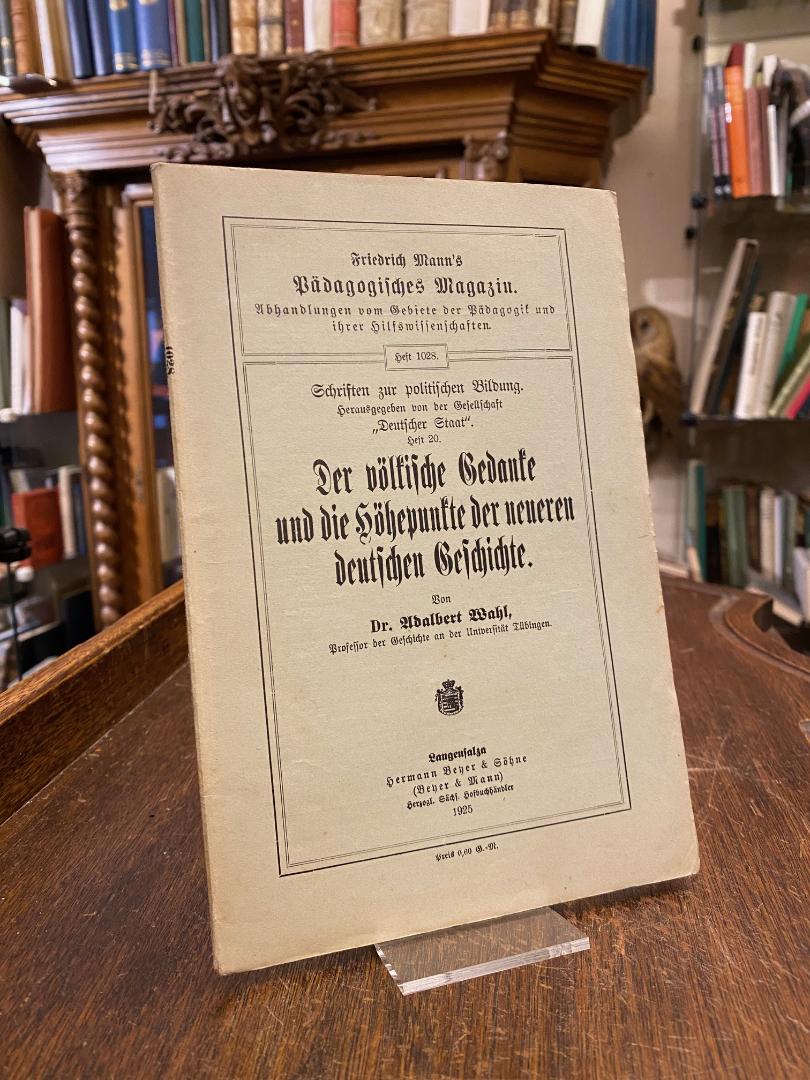 Friedrich Mann's
Pädagogisches Magazin.
Abhandlungen vom Gebiete der Pädagogik und
ihrer Hilfswissenschaften.
Heft 1028.
Schriften zur politischen Bildung.
Herausgegeben von der Gesellschaft
„Deutscher Staat“.
Heft 20.
Der völkische Gedanke
und die Höhepunkte der neueren
deutschen Geschichte.
Von
Dr. Adalbert Wahl,
Professor der Geschichte an der Universität Tübingen.
Langensalza
Hermann Beyer & Söhne
(Beyer & Mann)
Herzogl. Sächs. Hofbuchhändler
1925
Preis 0,60 G.-M.
1028